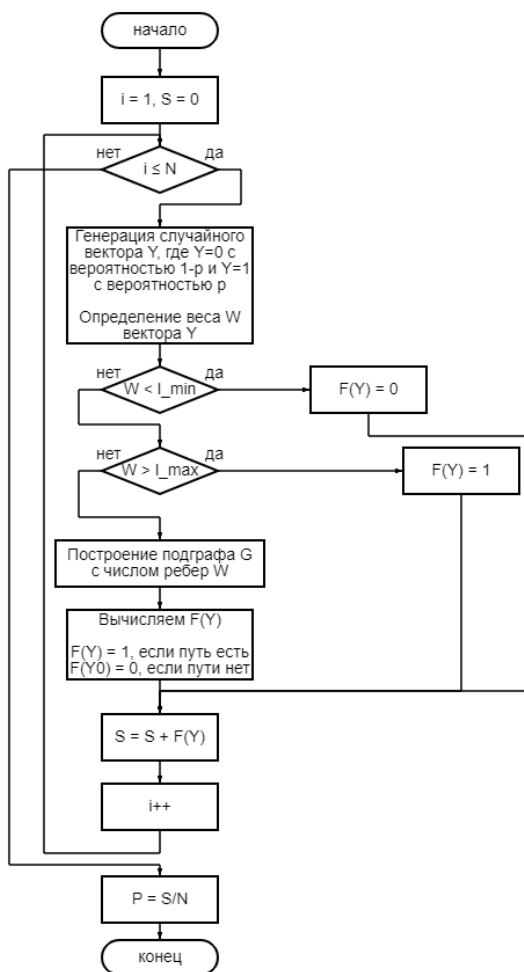 начало
i = 1, S = 0
нет
да
i ≤ N
Генерация случайного
вектора Y, где Y=0 с
вероятностью 1-p и Y=1
с вероятностью p
Определение веса W
вектора Y
нет
да
W < I_min
F(Y) = 0
нет
да
W > I_max
F(Y) = 1
Построение подграфа G
с числом ребер W
Вычисляем F(Y)
F(Y) = 1, если путь есть
F(Y0) = 0, если пути нет
S = S + F(Y)
i++
P = S/N
конец